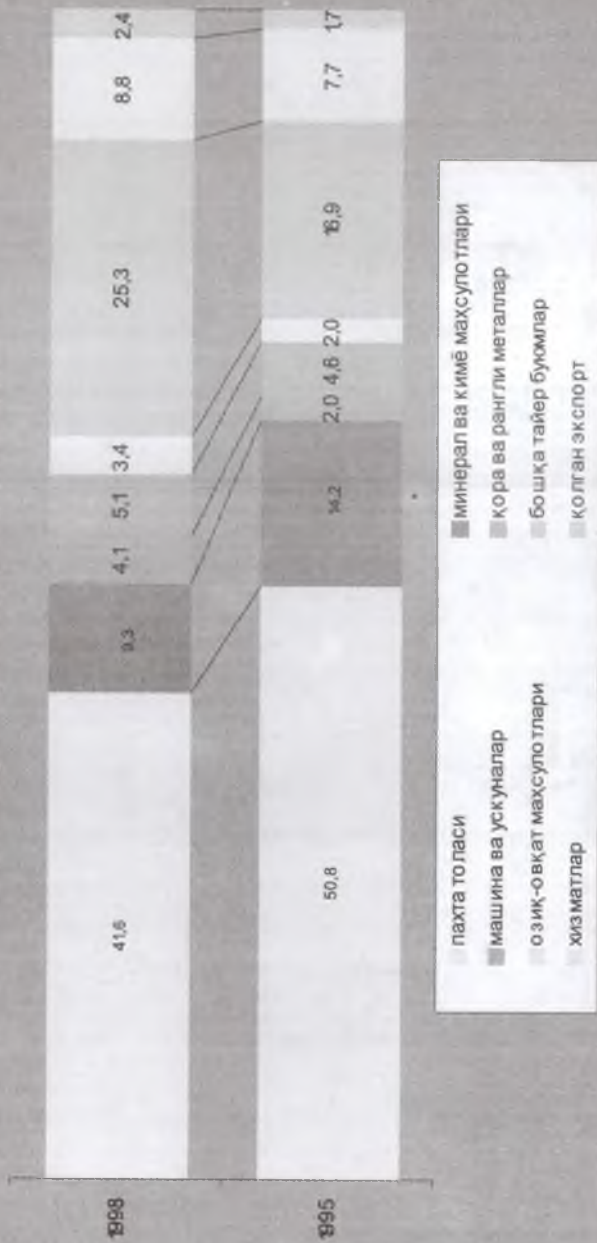 1998
41,6
9,3
4,1
5,1
3,4
25,3
8,8
2,4
1995
50,8
14,2
2,0
4,6
2,0
16,9
7,7
1,7
пахта толаси
минерал ва кимё маҳсулотлари
машина ва ускуналар
қора ва рангли металлар
озиқ-овқат маҳсулотлари
бошқа тайер буюмлар
хизматлар
қолган экспорт